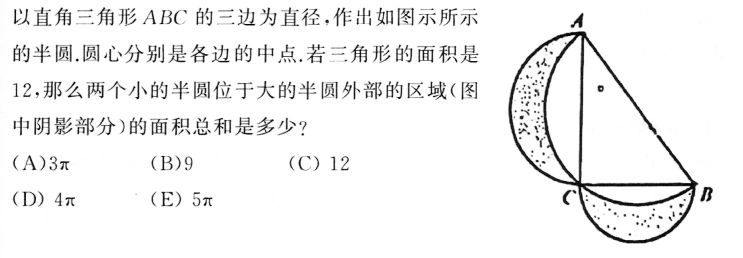 以直角三角形 ABC 的三边为直径,作出如图示所示
的半圆.圆心分别是各边的中点.若三角形的面积是
12,那么两个小的半圆位于大的半圆外部的区域(图
中阴影部分)的面积总和是多少?
(A)3π (B)9 (C) 12
(D) 4π (E) 5π
A
C
B